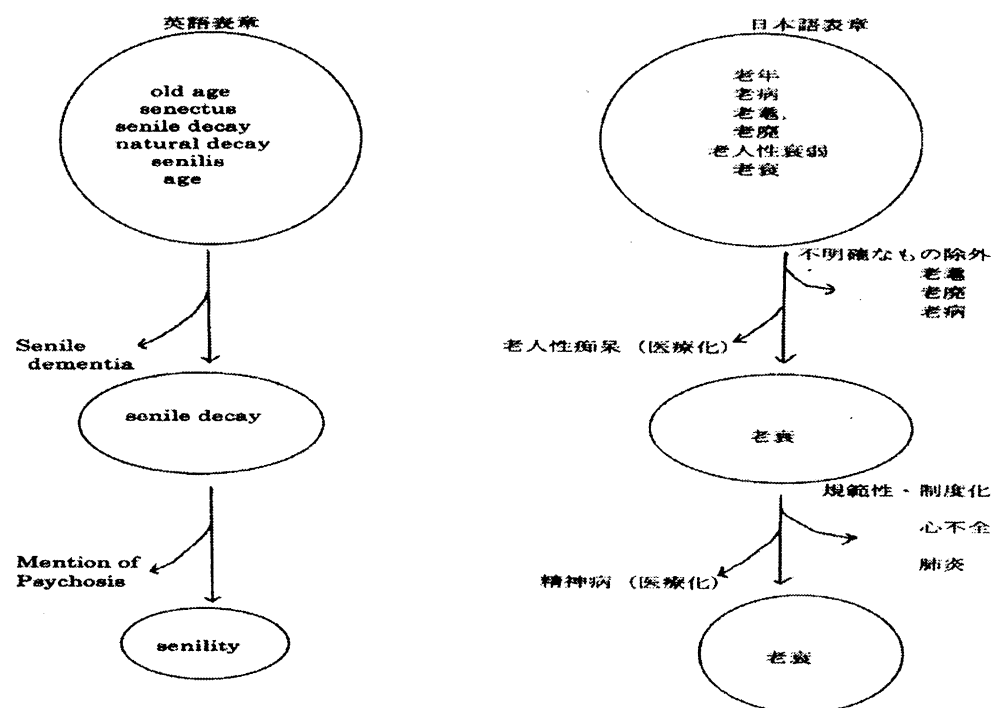 英語表章
old age
senectus
senile decay
natural decay
senilis
age
Senile
dementia
senile decay
Mention of
Psychosis
senility
日本語表章
老年
老病
老耄.
老廃
老人性衰弱
老衰
不明確なもの除外
老耄
老廃
老病
老人性痴呆 (医療化)
老衰
規範性・制度化
心不全
肺炎
精神病 (医療化)
老衰